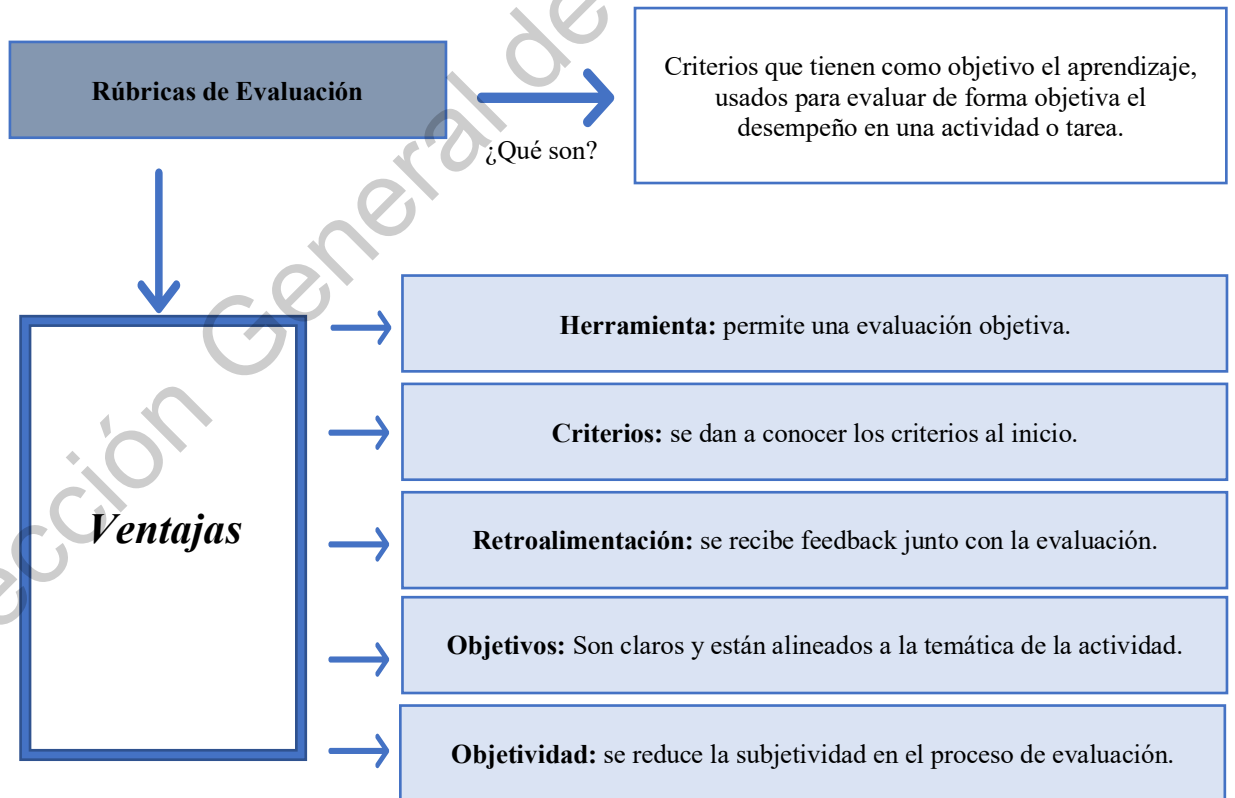 Rúbricas de Evaluación
¿Qué son?
Criterios que tienen como objetivo el aprendizaje,
usados para evaluar de forma objetiva el
desempeño en una actividad o tarea.
Ventajas
Herramienta: permite una evaluación objetiva.
Criterios: se dan a conocer los criterios al inicio.
Retroalimentación: se recibe feedback junto con la evaluación.
Objetivos: Son claros y están alineados a la temática de la actividad.
Objetividad: se reduce la subjetividad en el proceso de evaluación.
ección General de